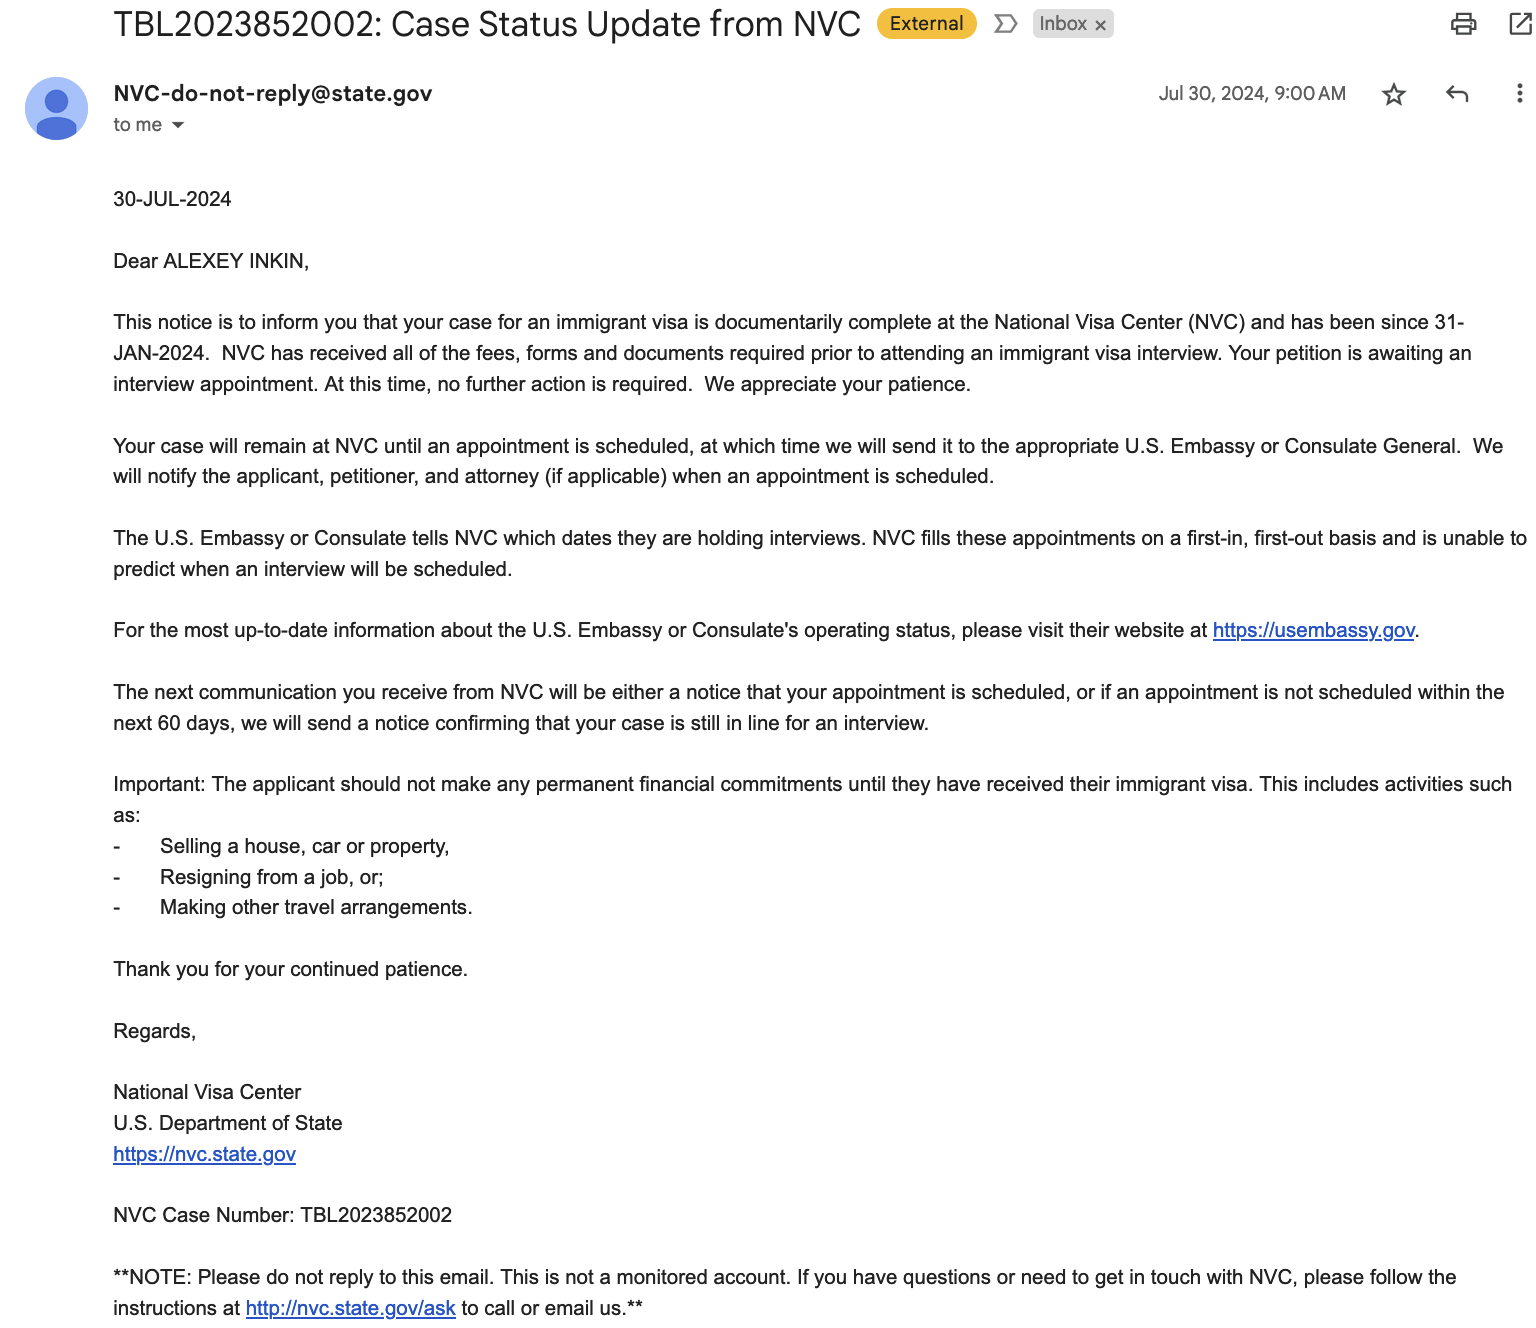 TBL2023852002: Case Status Update from NVC External Inbox ×
NVC-do-not-reply@state.gov Jul 30, 2024, 9:00 AM
to me
30-JUL-2024
Dear ALEXEY INKIN,
This notice is to inform you that your case for an immigrant visa is documentarily complete at the National Visa Center (NVC) and has been since 31-
JAN-2024.  NVC has received all of the fees, forms and documents required prior to attending an immigrant visa interview. Your petition is awaiting an
interview appointment. At this time, no further action is required.  We appreciate your patience.
Your case will remain at NVC until an appointment is scheduled, at which time we will send it to the appropriate U.S. Embassy or Consulate General.  We
will notify the applicant, petitioner, and attorney (if applicable) when an appointment is scheduled.
The U.S. Embassy or Consulate tells NVC which dates they are holding interviews. NVC fills these appointments on a first-in, first-out basis and is unable to
predict when an interview will be scheduled.
For the most up-to-date information about the U.S. Embassy or Consulate's operating status, please visit their website at https://usembassy.gov.
The next communication you receive from NVC will be either a notice that your appointment is scheduled, or if an appointment is not scheduled within the
next 60 days, we will send a notice confirming that your case is still in line for an interview.
Important: The applicant should not make any permanent financial commitments until they have received their immigrant visa. This includes activities such
as:
- Selling a house, car or property,
- Resigning from a job, or;
- Making other travel arrangements.
Thank you for your continued patience.
Regards,
National Visa Center
U.S. Department of State
https://nvc.state.gov
NVC Case Number: TBL2023852002
**NOTE: Please do not reply to this email. This is not a monitored account. If you have questions or need to get in touch with NVC, please follow the
instructions at http://nvc.state.gov/ask to call or email us.**